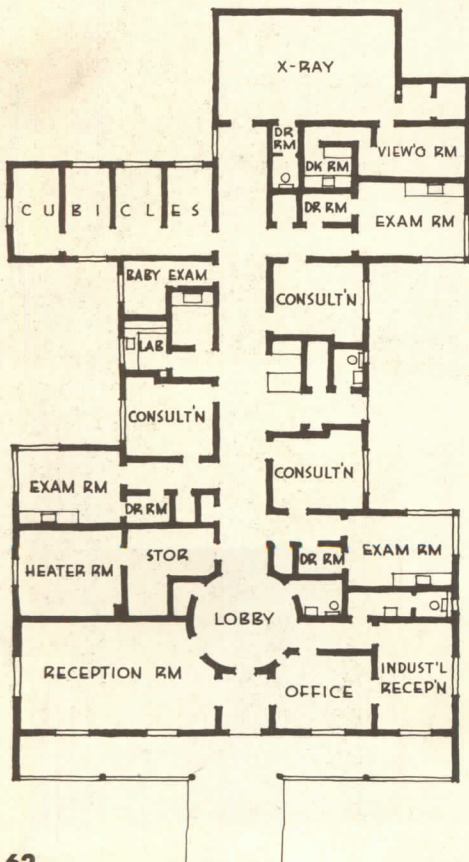 X-RAY
DR
RM
DK RM
VIEW'G RM
CUBICLES
DR RM
EXAM RM
BABY EXAM
CONSULT'N
LAB
CONSULT'N
CONSULT'N
EXAM RM
DR RM
STOR
DR RM
EXAM RM
HEATER RM
LOBBY
RECEPTION RM
OFFICE
INDUST'L
RECEP'N
62